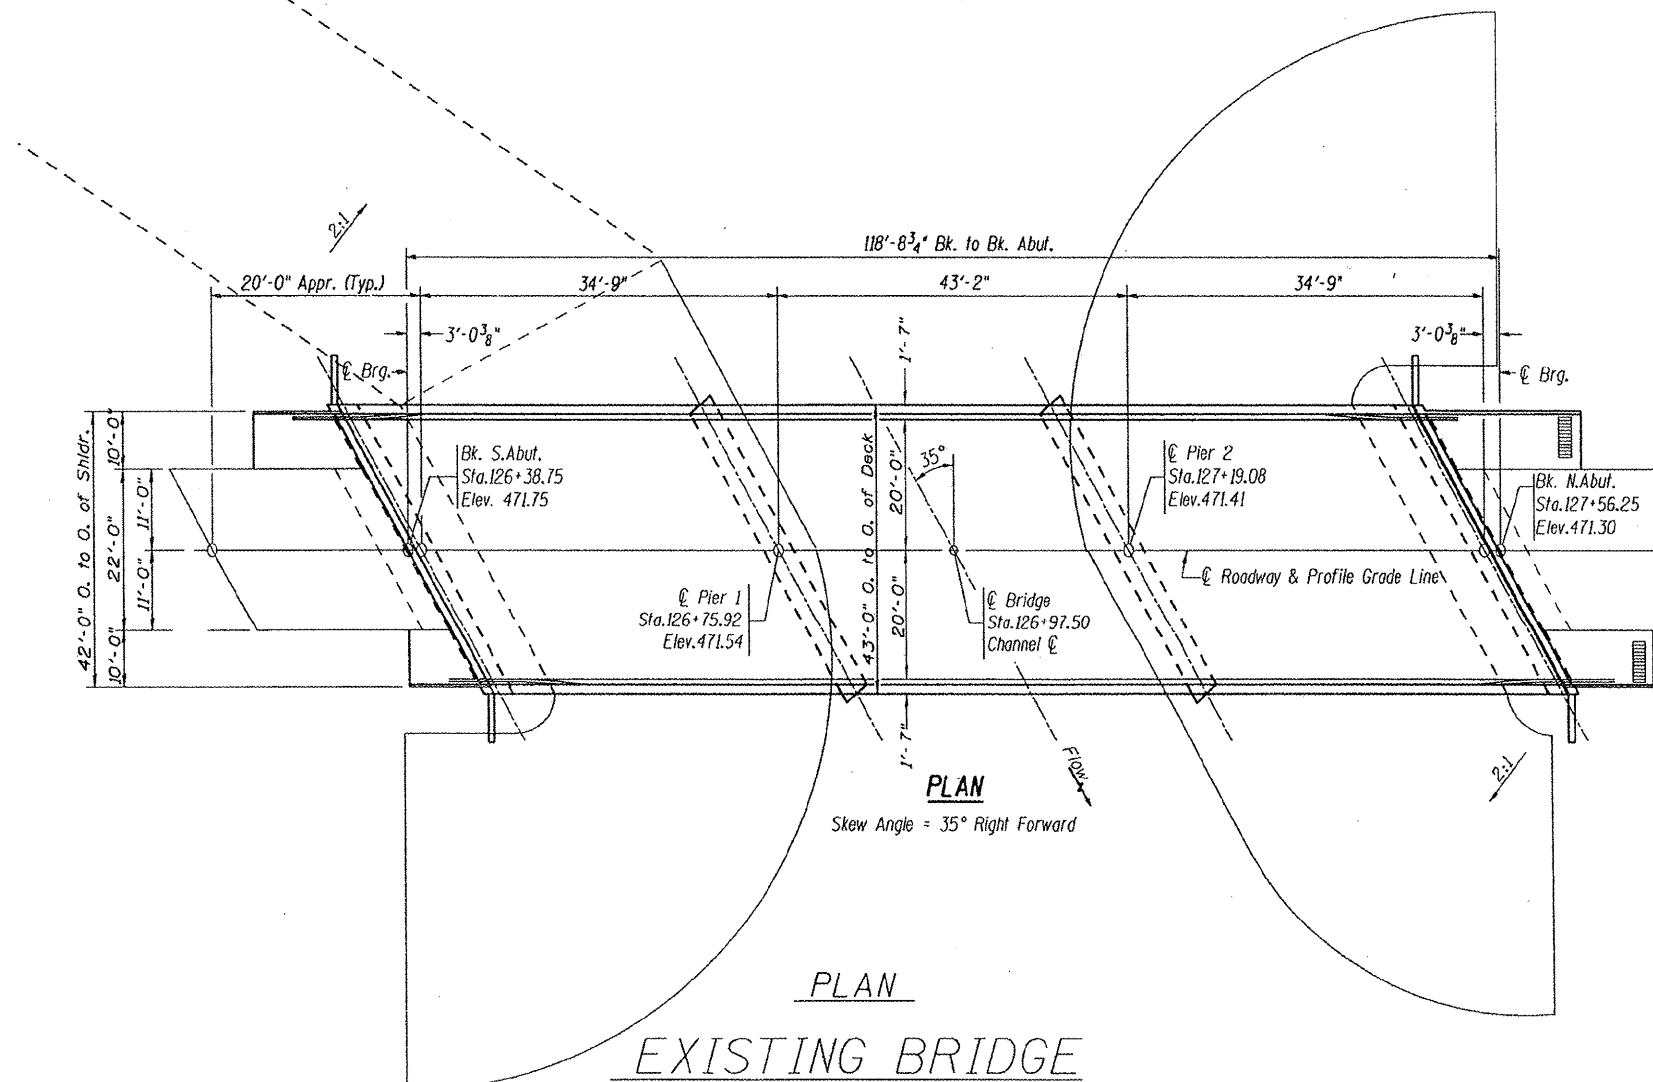 2:1
118'-8¾" Bk. to Bk. Abut.
20'-0" Appr. (Typ.)
34'-9"
43'-2"
34'-9"
3'-0⅜"
1'-7"
3'-0⅜"
℄ Brg.
℄ Brg.
42'-0" O. to O. of Shldr.
10'-0"
22'-0"
10'-0"
11'-0"
11'-0"
Bk. S.Abut.
Sta.126+38.75
Elev. 471.75
43'-0" O. to O. of Deck
20'-0"
20'-0"
35°
℄ Pier 2
Sta.127+19.08
Elev.471.41
Bk. N.Abut.
Sta.127+56.25
Elev.471.30
℄ Roadway & Profile Grade Line
℄ Pier 1
Sta.126+75.92
Elev.471.54
℄ Bridge
Sta.126+97.50
Channel ℄
1'-7"
Flow
2:1
PLAN
Skew Angle = 35° Right Forward
PLAN
EXISTING BRIDGE